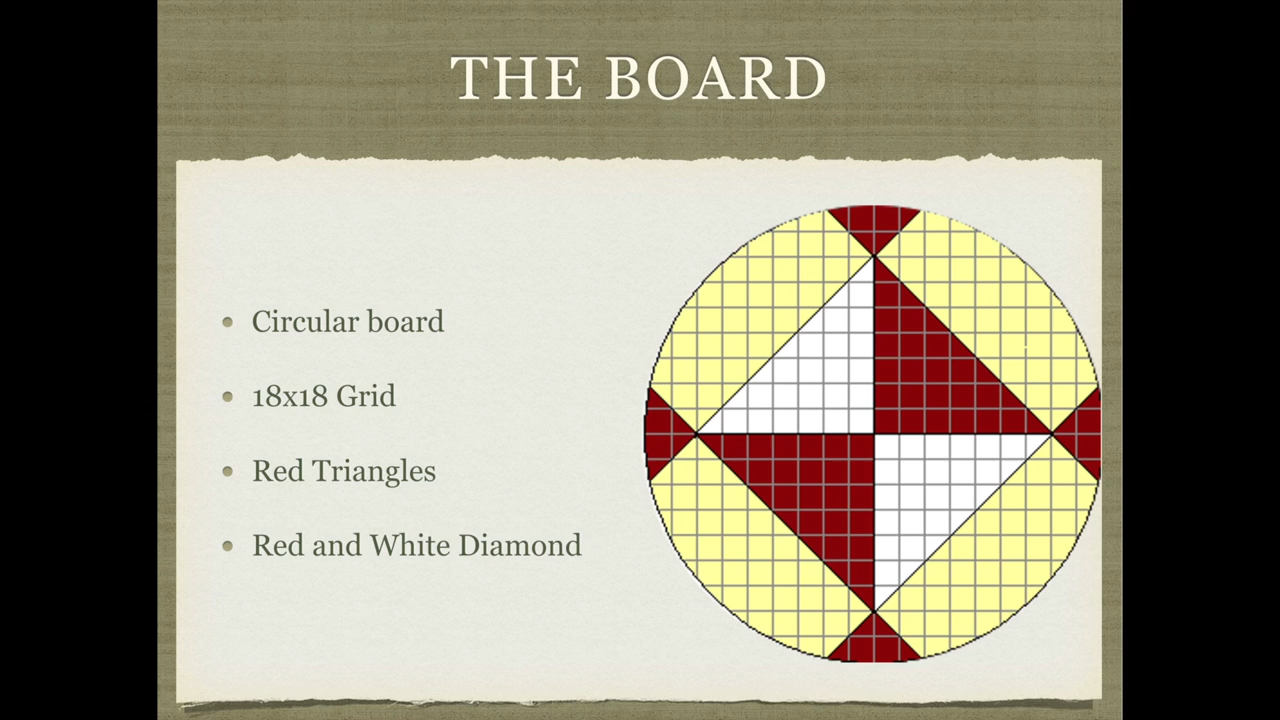 THE BOARD
Circular board
18x18 Grid
Red Triangles
Red and White Diamond